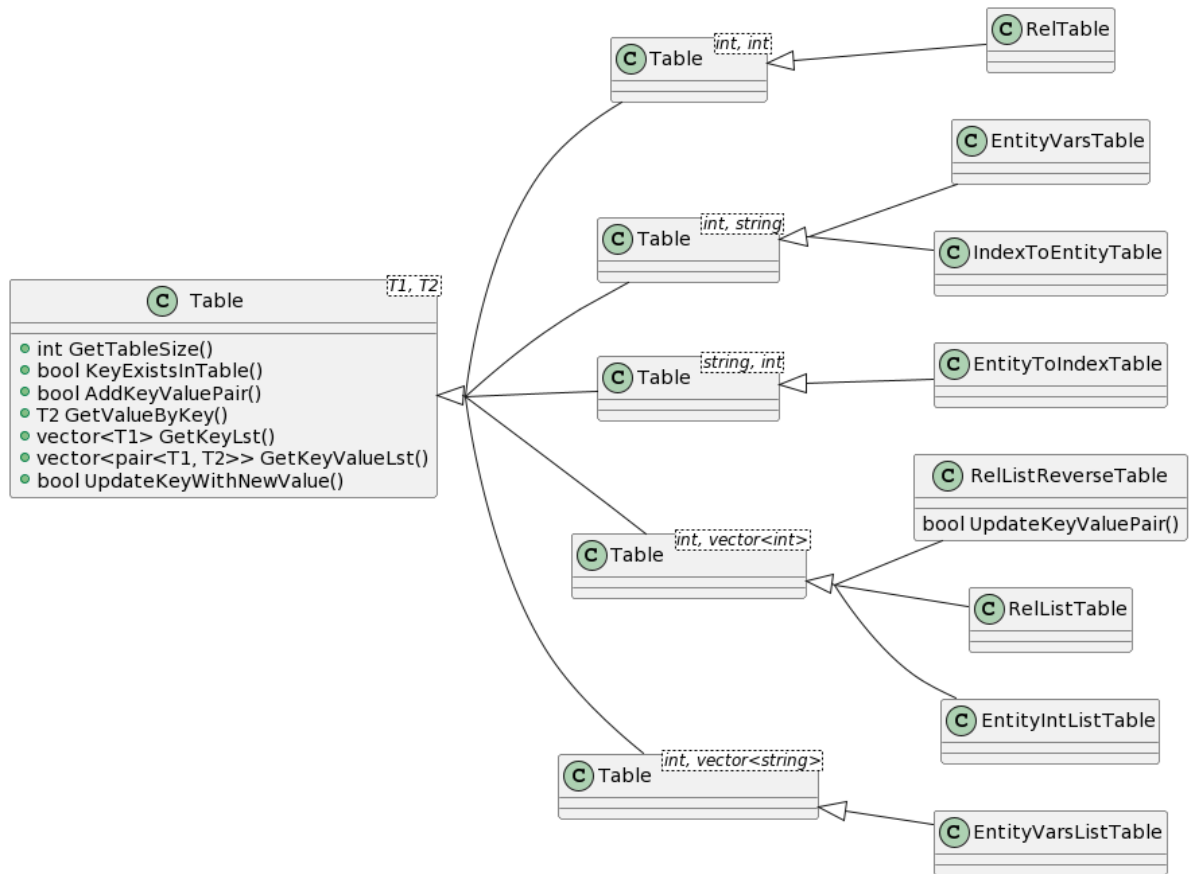 T1, T2
C Table
int GetTableSize()
bool KeyExistsInTable()
bool AddKeyValuePair()
T2 GetValueByKey()
vector<T1> GetKeyLst()
vector<pair<T1, T2>> GetKeyValueLst()
bool UpdateKeyWithNewValue()
int, int
C Table
int, string
C Table
string, int
C Table
int, vector<int>
C Table
int, vector<string>
C Table
C RelTable
C EntityVarsTable
C IndexToEntityTable
C EntityToIndexTable
C RelListReverseTable
bool UpdateKeyValuePair()
C RelListTable
C EntityIntListTable
C EntityVarsListTable